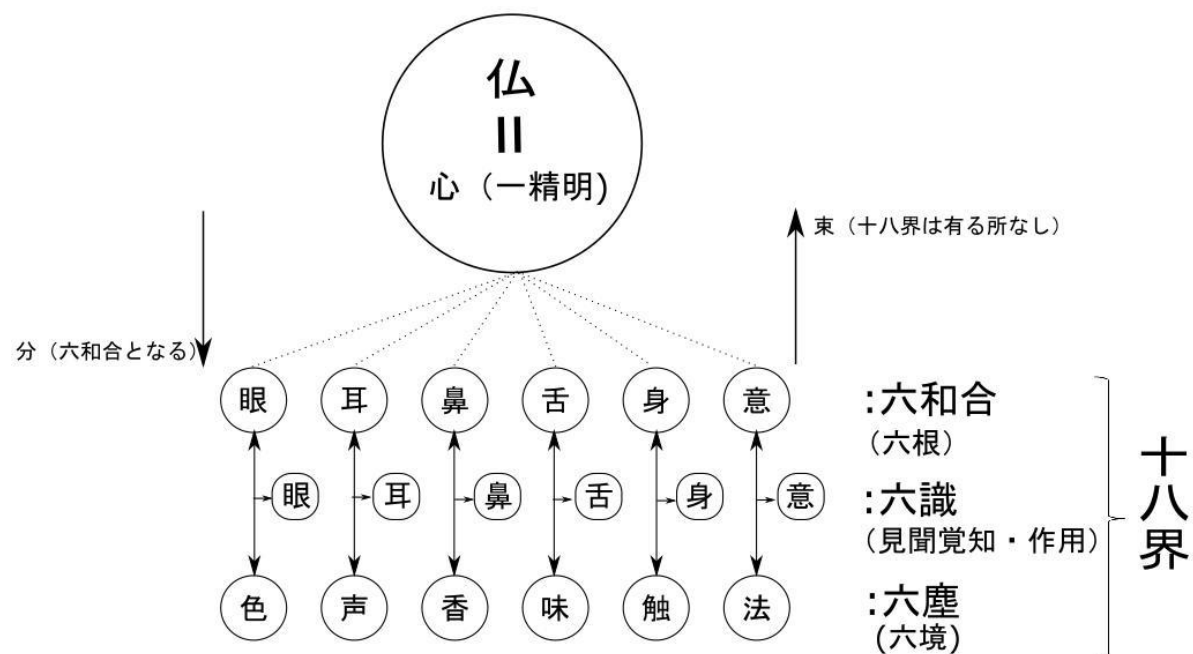 仏
=
心（一精明)
束（十八界は有る所なし）
分（六和合となる）
眼 耳 鼻 舌 身 意 :六和合
（六根）
眼 耳 鼻 舌 身 意 :六識
（見聞覚知・作用）
色 声 香 味 触 法 :六塵
(六境)
十八界